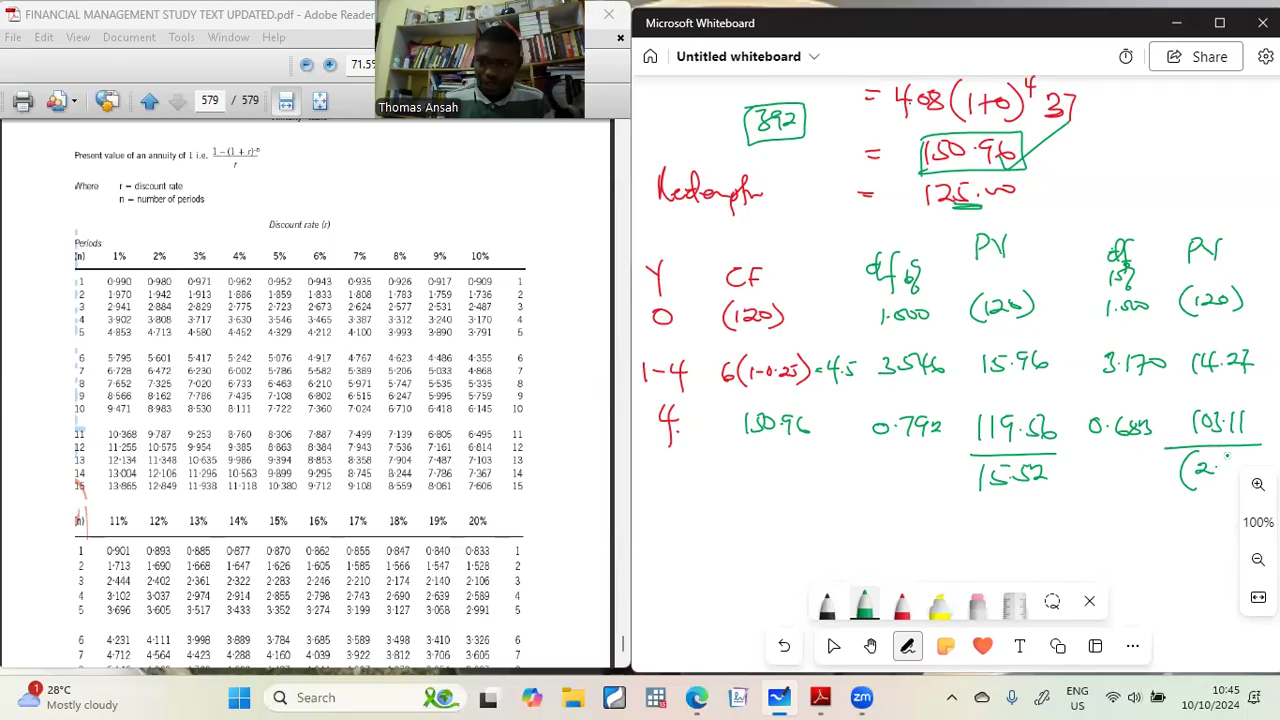 FINANCIAL MANAGEMENT STUDY TEXT UPDATED.pdf - Adobe Reader
File View Document Tools Window Help
579 / 579 71.5%
Thomas Ansah
Present value of an annuity of 1 i.e. 1 – (1 + r)⁻ⁿ / r
Where r = discount rate
n = number of periods
Discount rate (r)
Periods
(n) 1% 2% 3% 4% 5% 6% 7% 8% 9% 10%
1 0·990 0·980 0·971 0·962 0·952 0·943 0·935 0·926 0·917 0·909 1
2 1·970 1·942 1·913 1·886 1·859 1·833 1·808 1·783 1·759 1·736 2
3 2·941 2·884 2·829 2·775 2·723 2·673 2·624 2·577 2·531 2·487 3
4 3·902 3·808 3·717 3·630 3·546 3·465 3·387 3·312 3·240 3·170 4
5 4·853 4·713 4·580 4·452 4·329 4·212 4·100 3·993 3·890 3·791 5
6 5·795 5·601 5·417 5·242 5·076 4·917 4·767 4·623 4·486 4·355 6
7 6·728 6·472 6·230 6·002 5·786 5·582 5·389 5·206 5·033 4·868 7
8 7·652 7·325 7·020 6·733 6·463 6·210 5·971 5·747 5·535 5·335 8
9 8·566 8·162 7·786 7·435 7·108 6·802 6·515 6·247 5·995 5·759 9
10 9·471 8·983 8·530 8·111 7·722 7·360 7·024 6·710 6·418 6·145 10
11 10·368 9·787 9·253 8·760 8·306 7·887 7·499 7·139 6·805 6·495 11
12 11·255 10·575 9·954 9·385 8·863 8·384 7·943 7·536 7·161 6·814 12
13 12·134 11·348 10·635 9·986 9·394 8·853 8·358 7·904 7·487 7·103 13
14 13·004 12·106 11·296 10·563 9·899 9·295 8·745 8·244 7·786 7·367 14
15 13·865 12·849 11·938 11·118 10·380 9·712 9·108 8·559 8·061 7·606 15
(n) 11% 12% 13% 14% 15% 16% 17% 18% 19% 20%
1 0·901 0·893 0·885 0·877 0·870 0·862 0·855 0·847 0·840 0·833 1
2 1·713 1·690 1·668 1·647 1·626 1·605 1·585 1·566 1·547 1·528 2
3 2·444 2·402 2·361 2·322 2·283 2·246 2·210 2·174 2·140 2·106 3
4 3·102 3·037 2·974 2·914 2·855 2·798 2·743 2·690 2·639 2·589 4
5 3·696 3·605 3·517 3·433 3·352 3·274 3·199 3·127 3·058 2·991 5
6 4·231 4·111 3·998 3·889 3·784 3·685 3·589 3·498 3·410 3·326 6
7 4·712 4·564 4·423 4·288 4·160 4·039 3·922 3·812 3·706 3·605 7
Microsoft Whiteboard
Untitled whiteboard
Share
392
= 4.08(1+0)⁴ 37
= 150.96
= 125.00
Y CF df PV df PV
0 (120) 1.000 (120) 1.000 (120)
1–4 6(1–0.25)=4.5 3.546 15.96 3.170 14.27
4. 150.96 0.792 119.56 0.683 103.11
15.52 (2.
100%
28°C
Mostly cloudy
Search
ENG
UK
10:45
10/10/2024